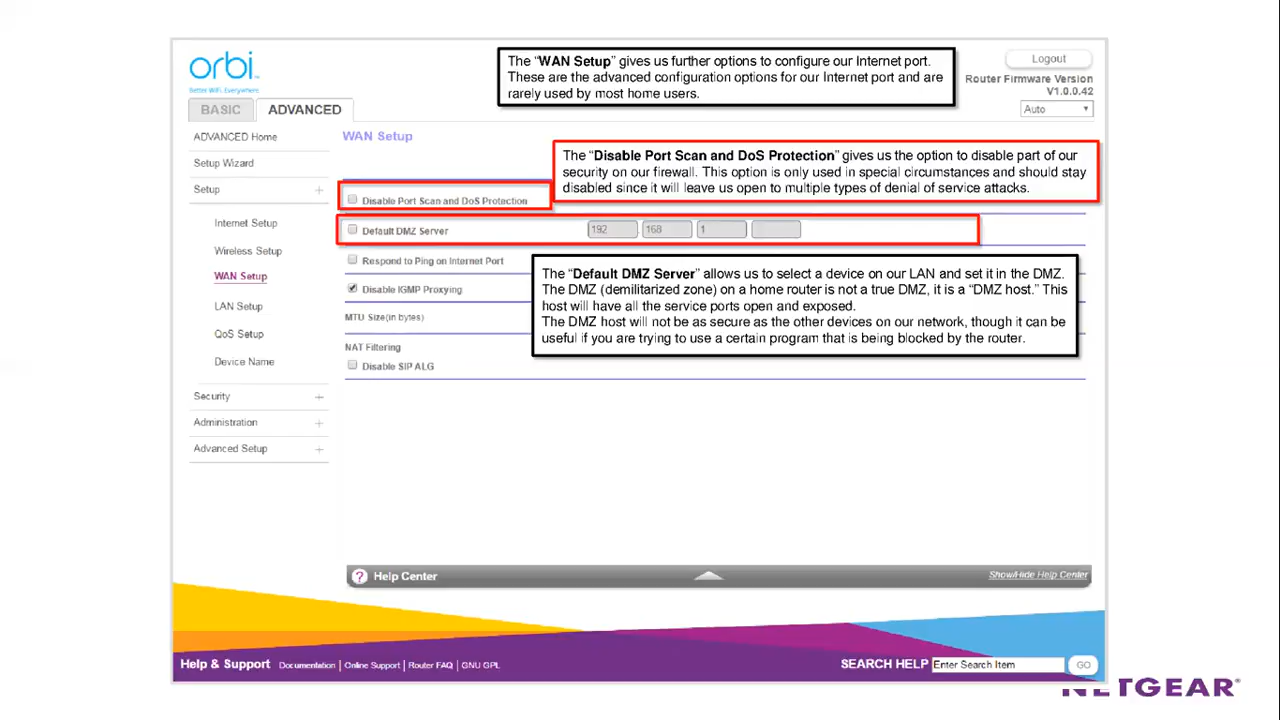 orbi
Better WiFi. Everywhere.
The “WAN Setup” gives us further options to configure our Internet port.
These are the advanced configuration options for our Internet port and are
rarely used by most home users.
Logout
Router Firmware Version
V1.0.0.42
Auto
BASIC
ADVANCED
ADVANCED Home
Setup Wizard
Setup +
Internet Setup
Wireless Setup
WAN Setup
LAN Setup
QoS Setup
Device Name
Security +
Administration +
Advanced Setup +
WAN Setup
The “Disable Port Scan and DoS Protection” gives us the option to disable part of our
security on our firewall. This option is only used in special circumstances and should stay
disabled since it will leave us open to multiple types of denial of service attacks.
Disable Port Scan and DoS Protection
Default DMZ Server 192 168 1
Respond to Ping on Internet Port
Disable IGMP Proxying
MTU Size(in bytes)
NAT Filtering
Disable SIP ALG
The “Default DMZ Server” allows us to select a device on our LAN and set it in the DMZ.
The DMZ (demilitarized zone) on a home router is not a true DMZ, it is a “DMZ host.” This
host will have all the service ports open and exposed.
The DMZ host will not be as secure as the other devices on our network, though it can be
useful if you are trying to use a certain program that is being blocked by the router.
? Help Center
Show/Hide Help Center
Help & Support Documentation | Online Support | Router FAQ | GNU GPL
SEARCH HELP Enter Search Item GO
NETGEAR®